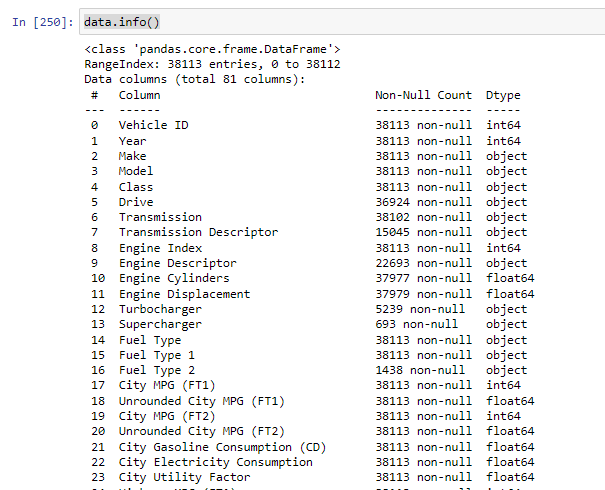 In [250]: data.info()
<class 'pandas.core.frame.DataFrame'>
RangeIndex: 38113 entries, 0 to 38112
Data columns (total 81 columns):
# Column Non-Null Count Dtype
--- ------ -------------- -----
0 Vehicle ID 38113 non-null int64
1 Year 38113 non-null int64
2 Make 38113 non-null object
3 Model 38113 non-null object
4 Class 38113 non-null object
5 Drive 36924 non-null object
6 Transmission 38102 non-null object
7 Transmission Descriptor 15045 non-null object
8 Engine Index 38113 non-null int64
9 Engine Descriptor 22693 non-null object
10 Engine Cylinders 37977 non-null float64
11 Engine Displacement 37979 non-null float64
12 Turbocharger 5239 non-null object
13 Supercharger 693 non-null object
14 Fuel Type 38113 non-null object
15 Fuel Type 1 38113 non-null object
16 Fuel Type 2 1438 non-null object
17 City MPG (FT1) 38113 non-null int64
18 Unrounded City MPG (FT1) 38113 non-null float64
19 City MPG (FT2) 38113 non-null int64
20 Unrounded City MPG (FT2) 38113 non-null float64
21 City Gasoline Consumption (CD) 38113 non-null float64
22 City Electricity Consumption 38113 non-null float64
23 City Utility Factor 38113 non-null float64